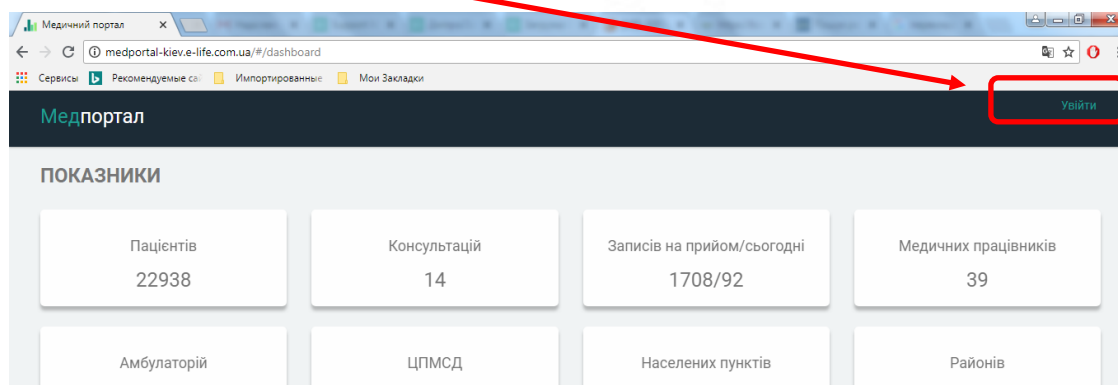 Медичний портал
medportal-kiev.e-life.com.ua/#/dashboard
Сервисы Рекомендуемые са Импортированные Мои Закладки
Медпортал Увійти
ПОКАЗНИКИ
Пацієнтів Консультацій Записів на прийом/сьогодні Медичних працівників
22938 14 1708/92 39
Амбулаторій ЦПМСД Населених пунктів Районів